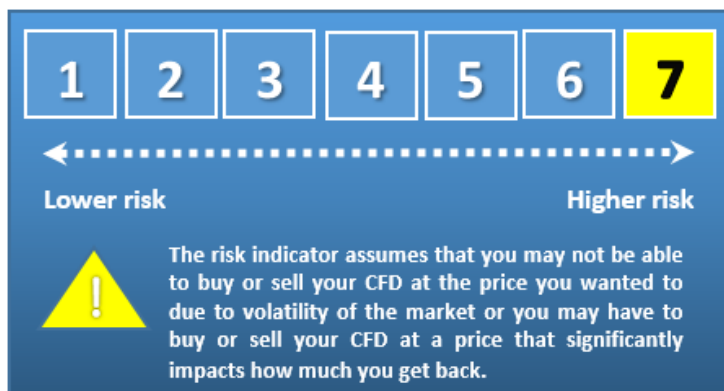 1 2 3 4 5 6 7
Lower risk Higher risk
!
The risk indicator assumes that you may not be able
to buy or sell your CFD at the price you wanted to
due to volatility of the market or you may have to
buy or sell your CFD at a price that significantly
impacts how much you get back.